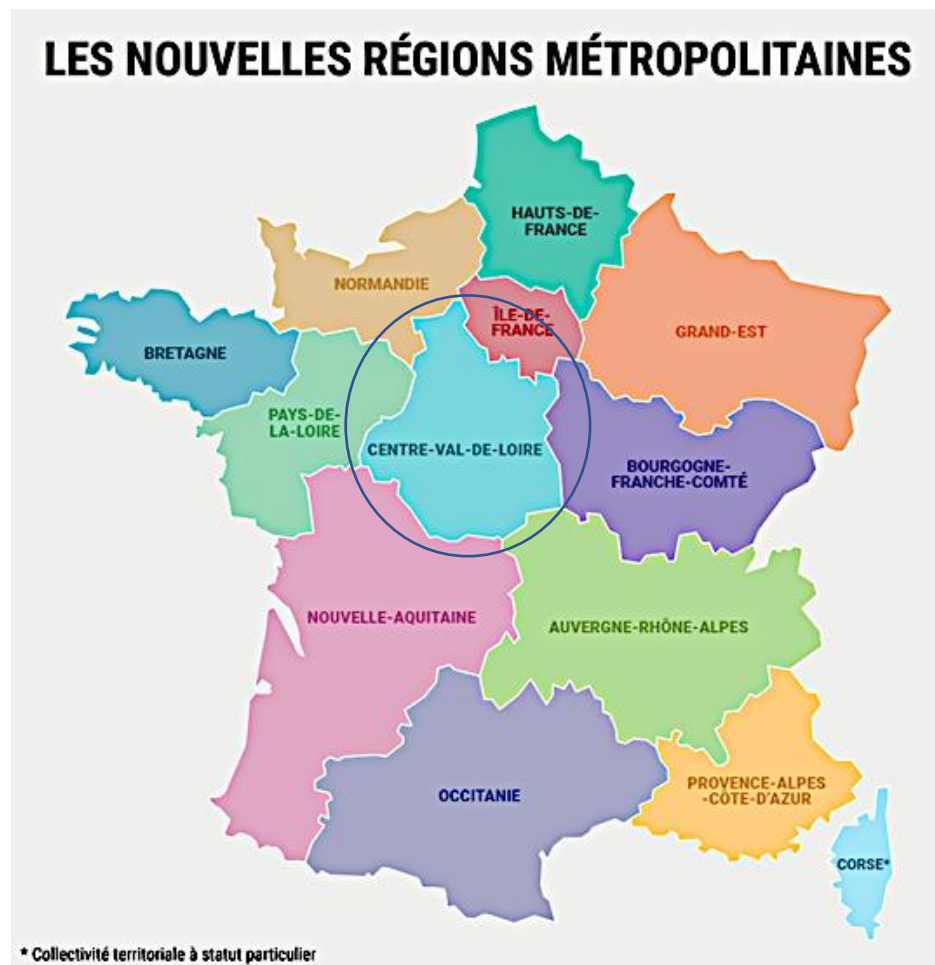 LES NOUVELLES RÉGIONS MÉTROPOLITAINES
HAUTS-DE-
FRANCE
NORMANDIE
ÎLE-DE-
FRANCE
GRAND-EST
BRETAGNE
PAYS-DE-
LA-LOIRE
CENTRE-VAL-DE-LOIRE
BOURGOGNE-
FRANCHE-COMTÉ
NOUVELLE-AQUITAINE
AUVERGNE-RHÔNE-ALPES
OCCITANIE
PROVENCE-ALPES
-CÔTE-D'AZUR
CORSE*
* Collectivité territoriale à statut particulier